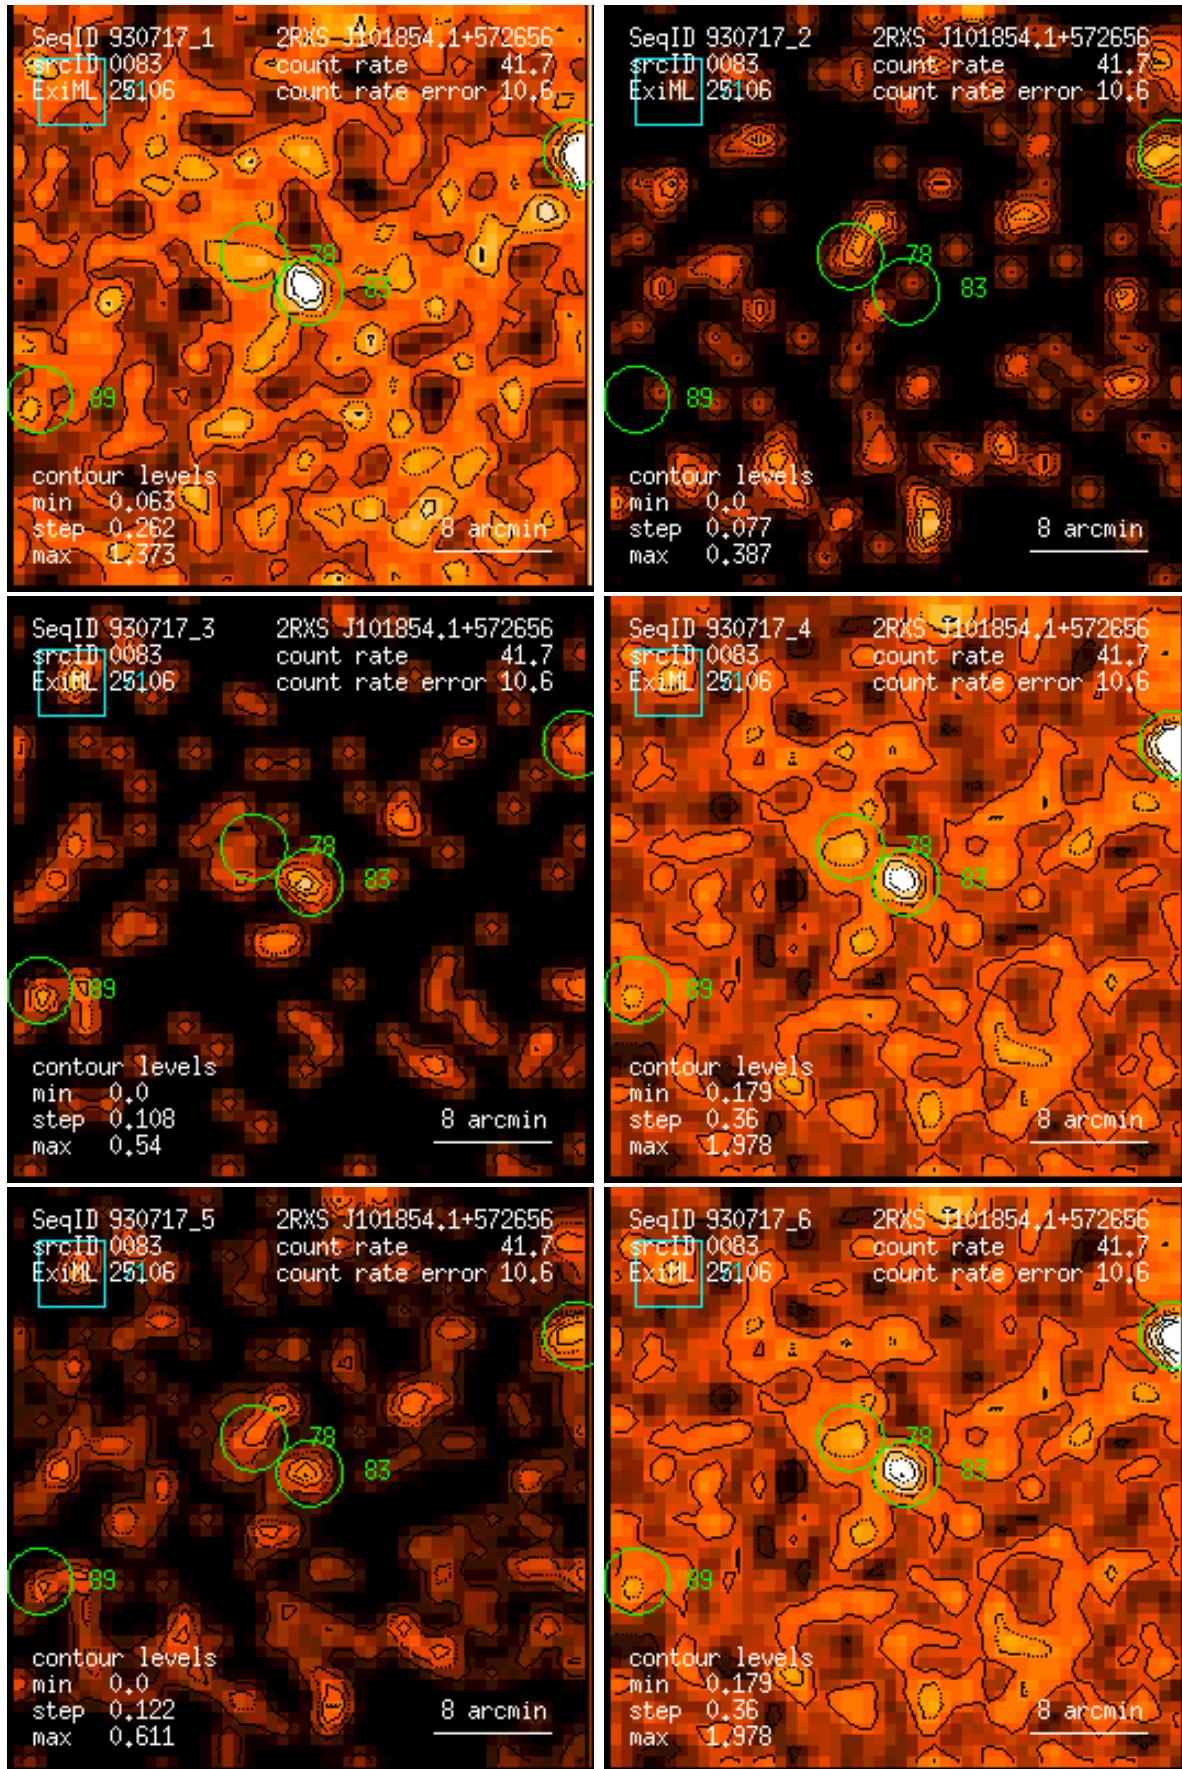 SeqID 930717_1 2RXS J101854.1+572656
srcID 0083 count rate 41.7
ExiML count rate error 10.6
78
83
89
contour levels
min 0.063
step 0.262 8 arcmin
max 1.373
SeqID 930717_2 2RXS J101854.1+572656
srcID 0083 count rate 41.7
ExiML count rate error 10.6
78
83
89
contour levels
min 0.0
step 0.077 8 arcmin
max 0.387
SeqID 930717_3 2RXS J101854.1+572656
srcID 0083 count rate 41.7
ExiML count rate error 10.6
78
83
89
contour levels
min 0.0
step 0.108 8 arcmin
max 0.54
SeqID 930717_4 2RXS J101854.1+572656
srcID 0083 count rate 41.7
ExiML count rate error 10.6
78
83
89
contour levels
min 0.179
step 0.36 8 arcmin
max 1.978
SeqID 930717_5 2RXS J101854.1+572656
srcID 0083 count rate 41.7
ExiML count rate error 10.6
78
83
89
contour levels
min 0.0
step 0.122 8 arcmin
max 0.611
SeqID 930717_6 2RXS J101854.1+572656
srcID 0083 count rate 41.7
ExiML count rate error 10.6
78
83
89
contour levels
min 0.179
step 0.36 8 arcmin
max 1.978